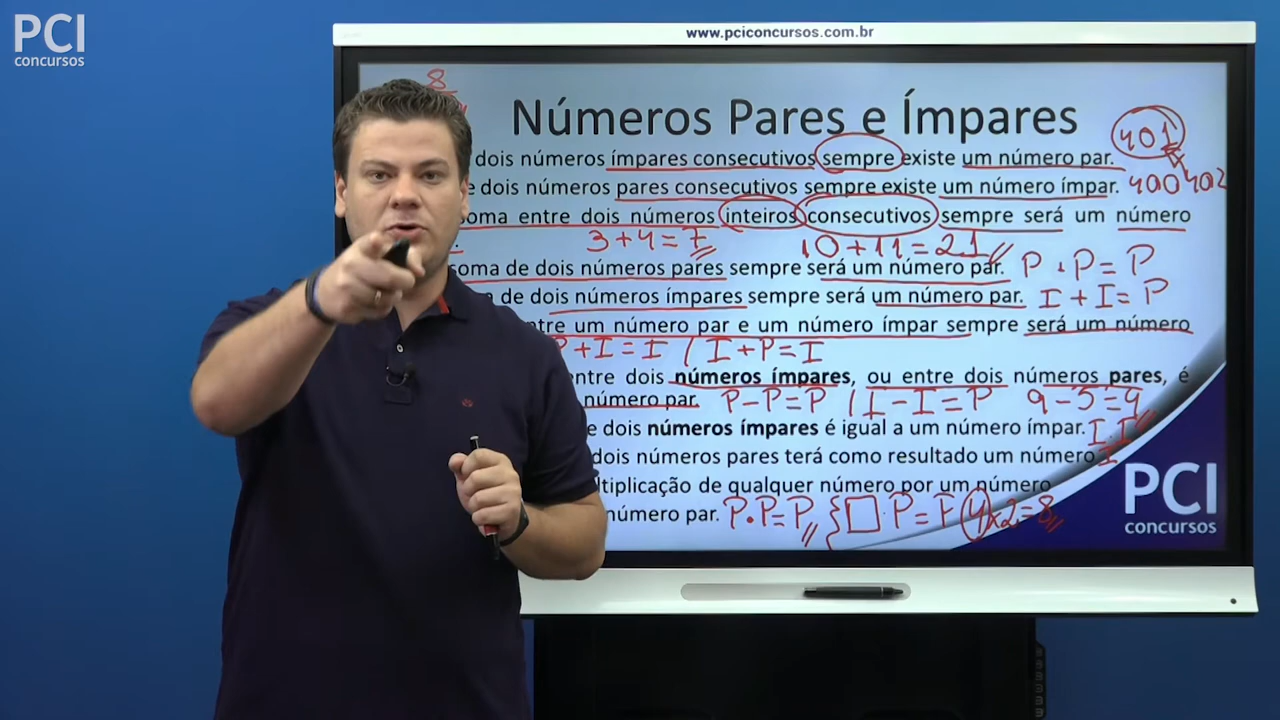 PCI
concursos
www.pciconcursos.com.br
8
Números Pares e Ímpares
401
dois números ímpares consecutivos sempre existe um número par.
e dois números pares consecutivos sempre existe um número ímpar. 400 402
soma entre dois números inteiros consecutivos sempre será um número
3+4=7 10+11=21
soma de dois números pares sempre será um número par. P + P = P
de dois números ímpares sempre será um número par. I + I = P
entre um número par e um número ímpar sempre será um número
P + I = I / I + P = I
entre dois números ímpares, ou entre dois números pares, é
número par. P-P=P / I-I=P 9-5=4
e dois números ímpares é igual a um número ímpar. I.I
dois números pares terá como resultado um número I
ltiplicação de qualquer número por um número
número par. P.P=P { P = P 4x2=8
PCI
concursos